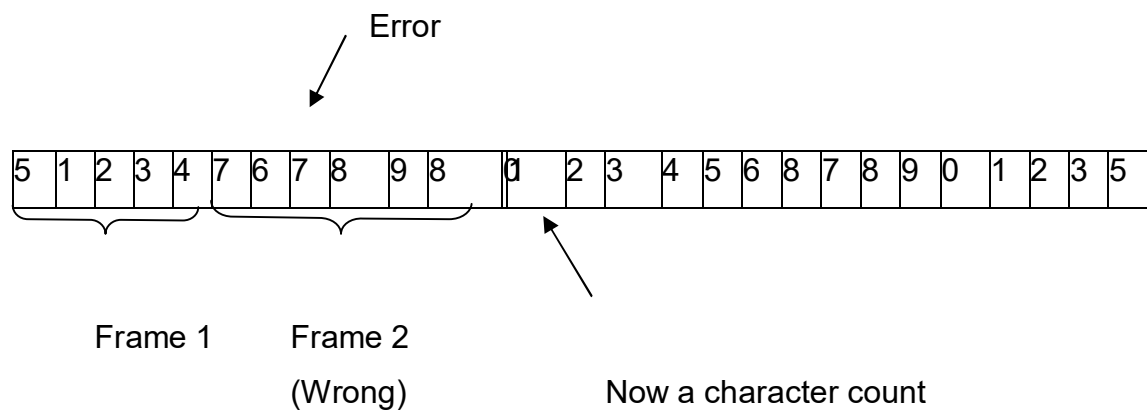 Error
5 1 2 3 4 7 6 7 8 9 8 0 1 2 3 4 5 6 8 7 8 9 0 1 2 3 5
Frame 1 Frame 2
(Wrong) Now a character count